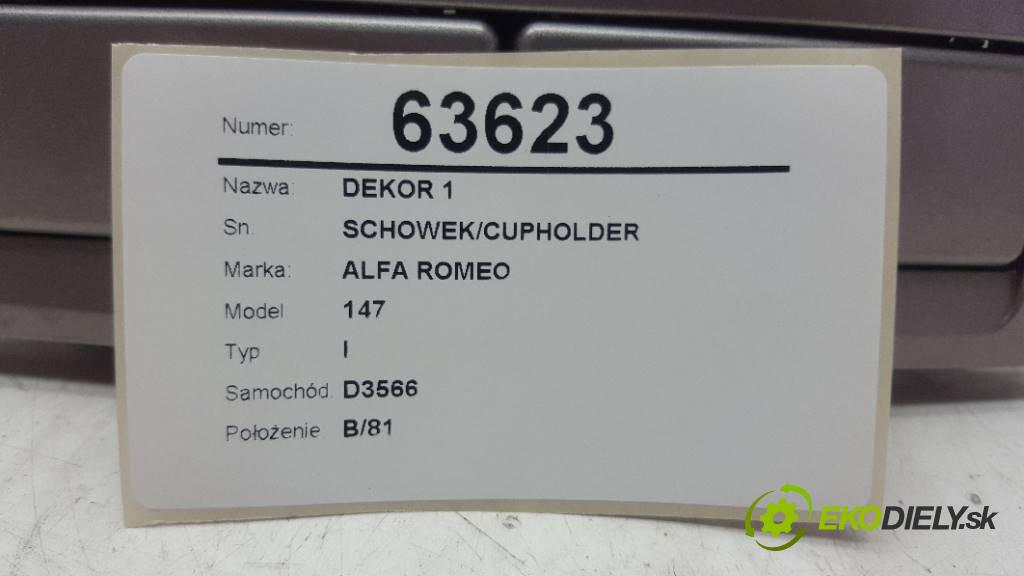 Numer: 63623
Nazwa: DEKOR 1
Sn. SCHOWEK/CUPHOLDER
Marka: ALFA ROMEO
Model 147
Typ I
Samochód. D3566
Położenie B/81
EKODIELY.sk